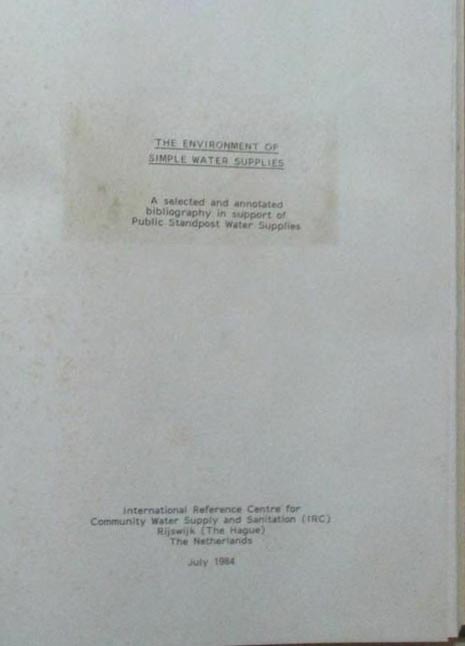 THE ENVIRONMENT OF
SIMPLE WATER SUPPLIES
A selected and annotated
bibliography in support of
Public Standpost Water Supplies
International Reference Centre for
Community Water Supply and Sanitation (IRC)
Rijswijk (The Hague)
The Netherlands
July 1984